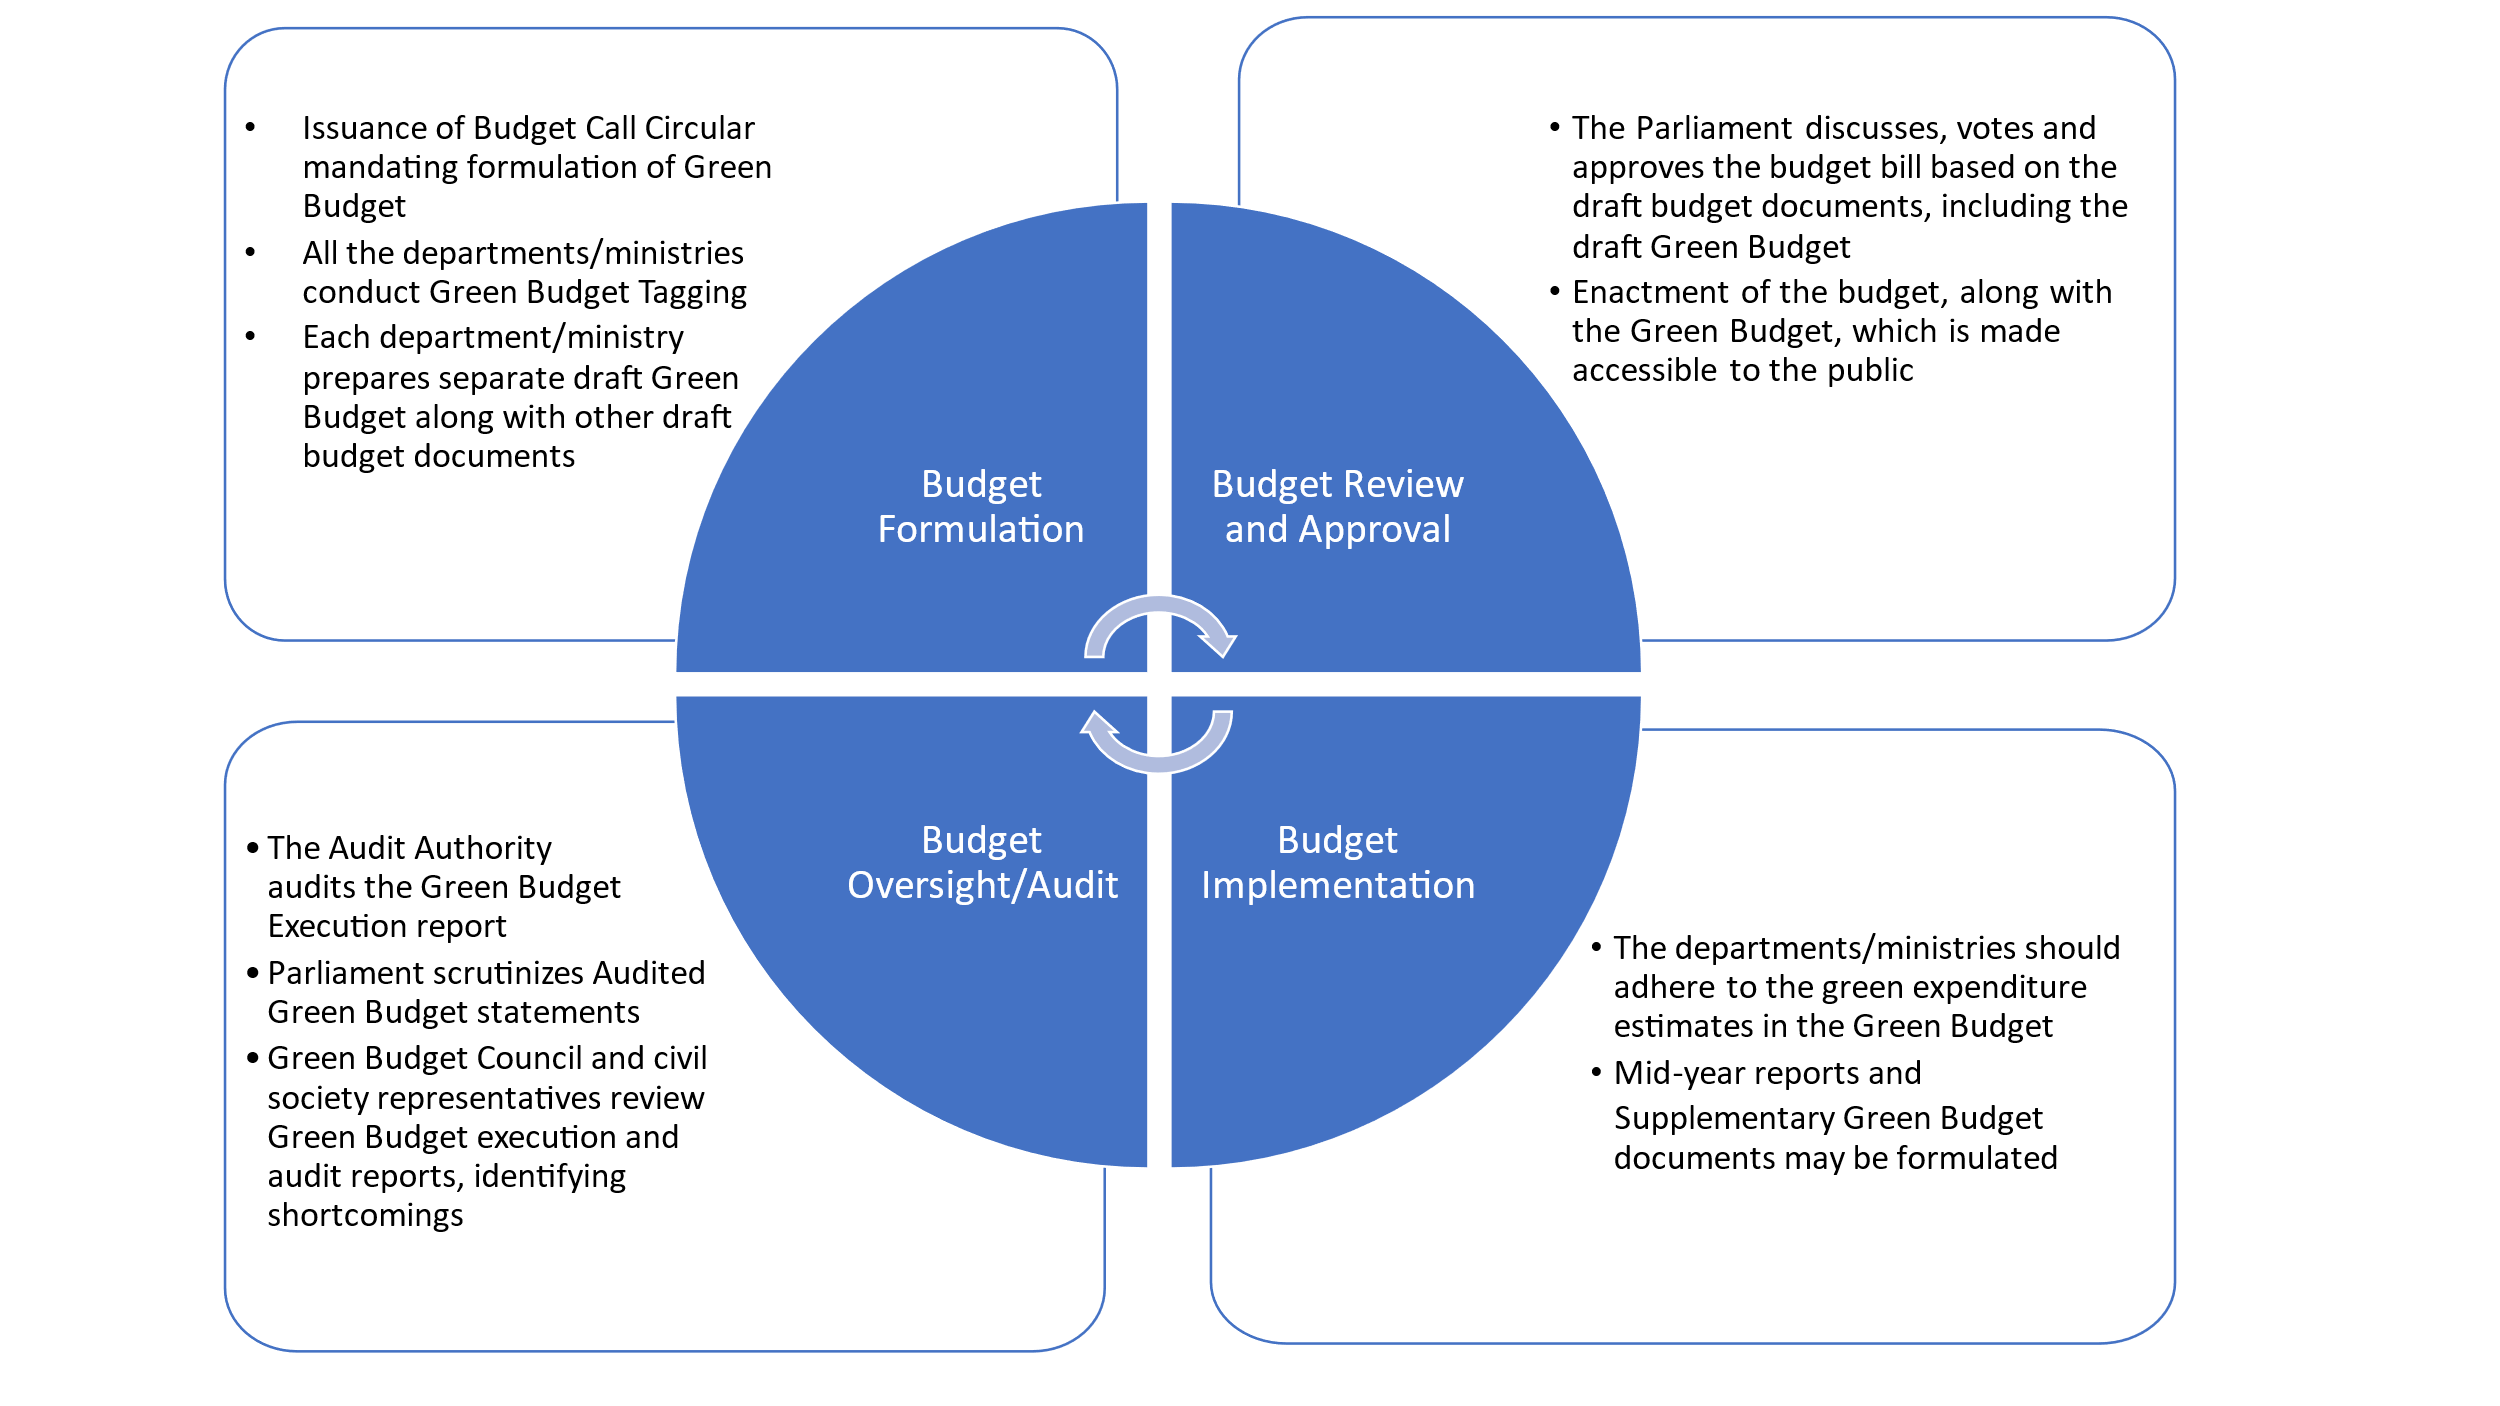 • Issuance of Budget Call Circular
mandating formulation of Green
Budget
• All the departments/ministries
conduct Green Budget Tagging
• Each department/ministry
prepares separate draft Green
Budget along with other draft
budget documents
Budget
Formulation
• The Parliament discusses, votes and
approves the budget bill based on the
draft budget documents, including the
draft Green Budget
• Enactment of the budget, along with
the Green Budget, which is made
accessible to the public
Budget Review
and Approval
• The Audit Authority
audits the Green Budget
Execution report
• Parliament scrutinizes Audited
Green Budget statements
• Green Budget Council and civil
society representatives review
Green Budget execution and
audit reports, identifying
shortcomings
Budget
Oversight/Audit
Budget
Implementation
• The departments/ministries should
adhere to the green expenditure
estimates in the Green Budget
• Mid-year reports and
Supplementary Green Budget
documents may be formulated